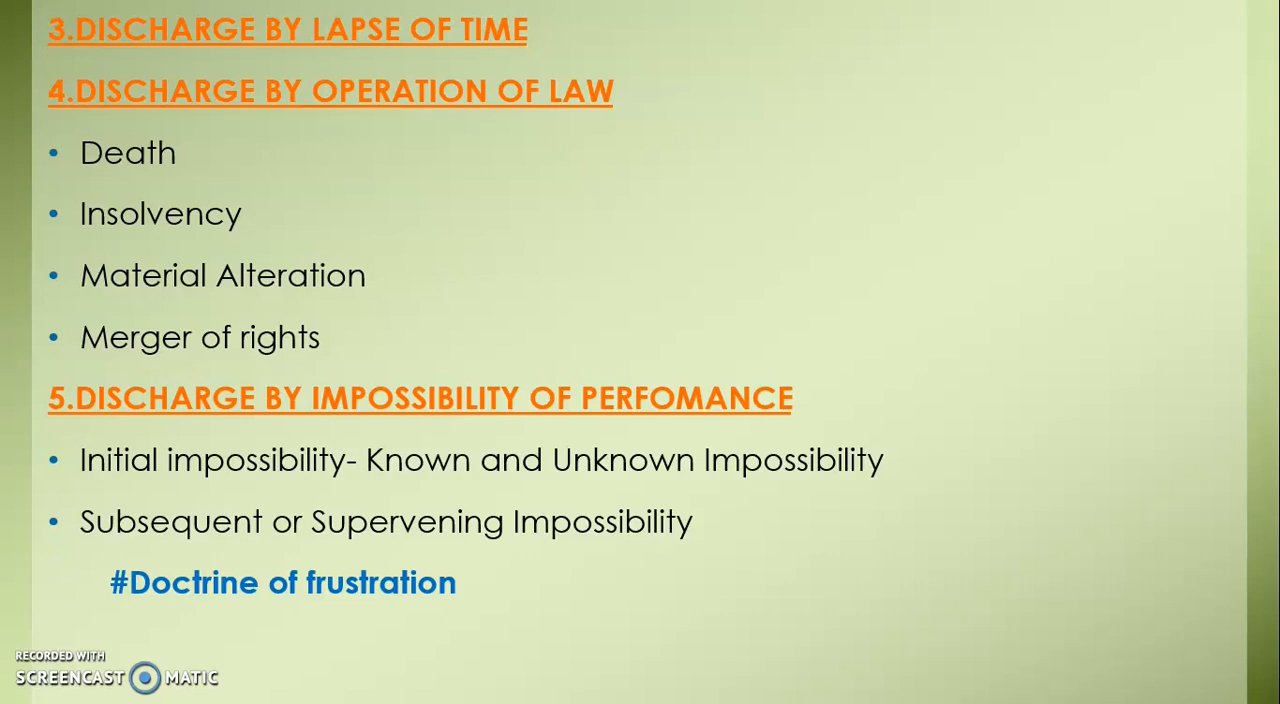 3.DISCHARGE BY LAPSE OF TIME
4.DISCHARGE BY OPERATION OF LAW
• Death
• Insolvency
• Material Alteration
• Merger of rights
5.DISCHARGE BY IMPOSSIBILITY OF PERFOMANCE
• Initial impossibility- Known and Unknown Impossibility
• Subsequent or Supervening Impossibility
#Doctrine of frustration
RECORDED WITH
SCREENCAST MATIC